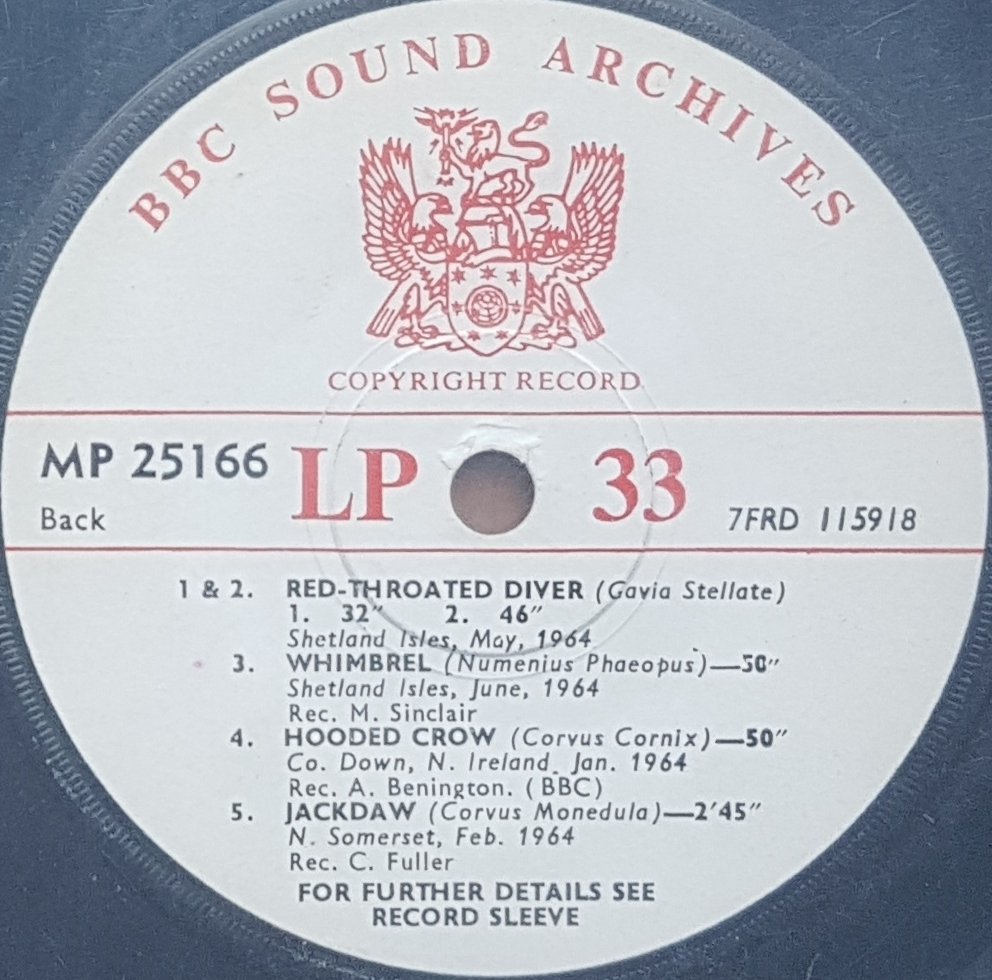 BBC SOUND ARCHIVES
COPYRIGHT RECORD
MP 25166 LP 33
Back 7FRD 115918
1 & 2. RED-THROATED DIVER (Gavia Stellate)
1. 32″ 2. 46″
Shetland Isles, May, 1964
3. WHIMBREL (Numenius Phaeopus)—50″
Shetland Isles, June, 1964
Rec. M. Sinclair
4. HOODED CROW (Corvus Cornix)—50″
Co. Down, N. Ireland, Jan. 1964
Rec. A. Benington. (BBC)
5. JACKDAW (Corvus Monedula)—2′45″
N. Somerset, Feb. 1964
Rec. C. Fuller
FOR FURTHER DETAILS SEE
RECORD SLEEVE